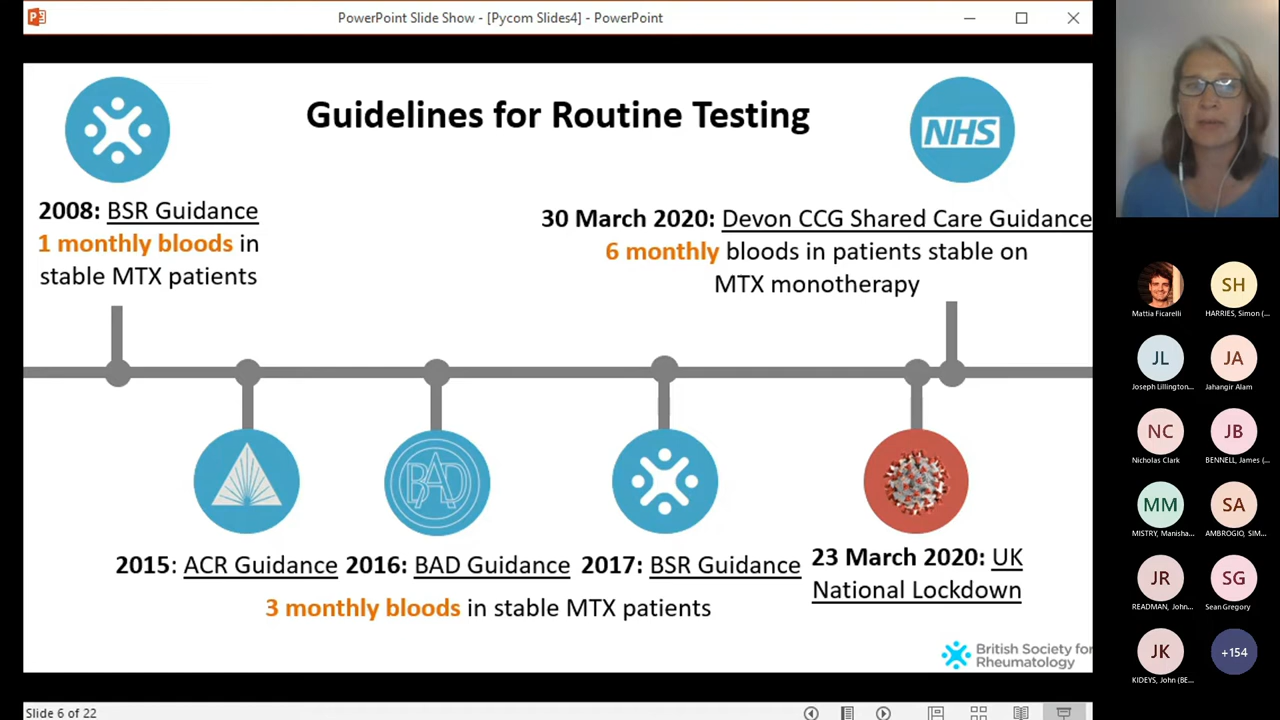 PowerPoint Slide Show - [Pycom Slides4] - PowerPoint
Guidelines for Routine Testing
NHS
2008: BSR Guidance
1 monthly bloods in
stable MTX patients
30 March 2020: Devon CCG Shared Care Guidance
6 monthly bloods in patients stable on
MTX monotherapy
BAD
2015: ACR Guidance
2016: BAD Guidance
2017: BSR Guidance
3 monthly bloods in stable MTX patients
23 March 2020: UK
National Lockdown
British Society for
Rheumatology
Slide 6 of 22
SH
Mattia Ficarelli
HARRIES, Simon (...
JL
JA
Joseph Lillington...
Jahangir Alam
NC
JB
Nicholas Clark
BENNELL, James (...
MM
SA
MISTRY, Manisha...
AMBROGIO, SIM...
JR
SG
READMAN, John...
Sean Gregory
JK
+154
KIDEYS, John (BE...